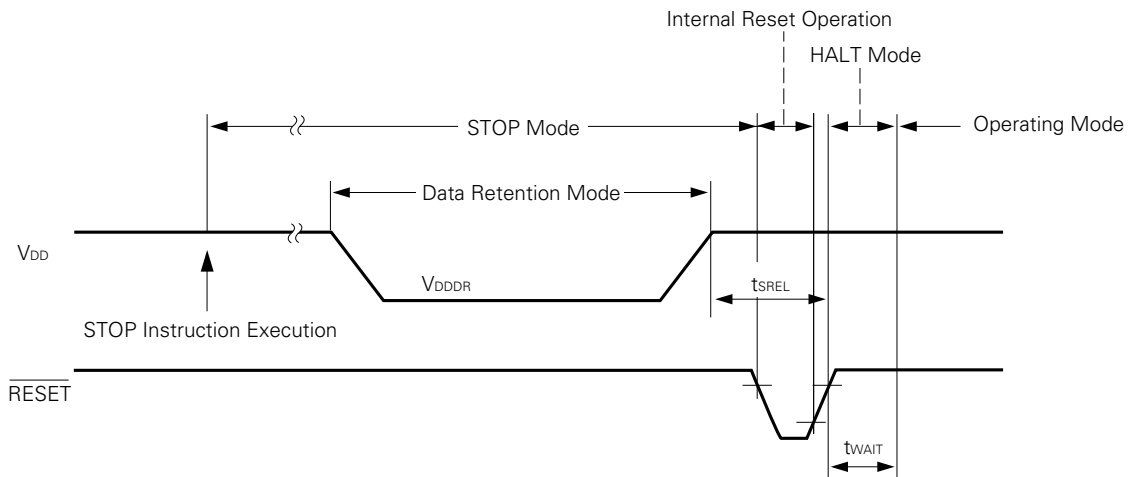 Internal Reset Operation
HALT Mode
STOP Mode
Operating Mode
Data Retention Mode
VDD
VDDDR
tSREL
STOP Instruction Execution
RESET
tWAIT